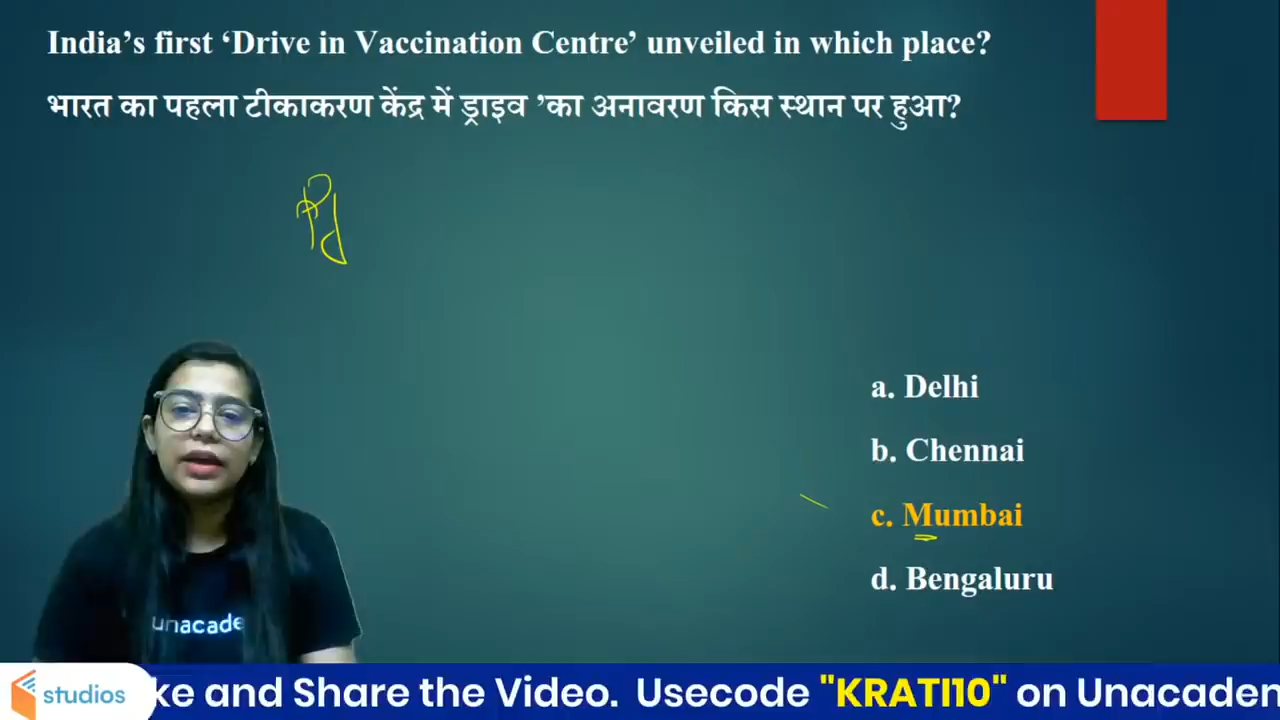 India’s first ‘Drive in Vaccination Centre’ unveiled in which place?
भारत का पहला टीकाकरण केंद्र में ड्राइव ’का अनावरण किस स्थान पर हुआ?
a. Delhi
b. Chennai
c. Mumbai
d. Bengaluru
unacade
studios
ke and Share the Video. Usecode "KRATI10" on Unacaden